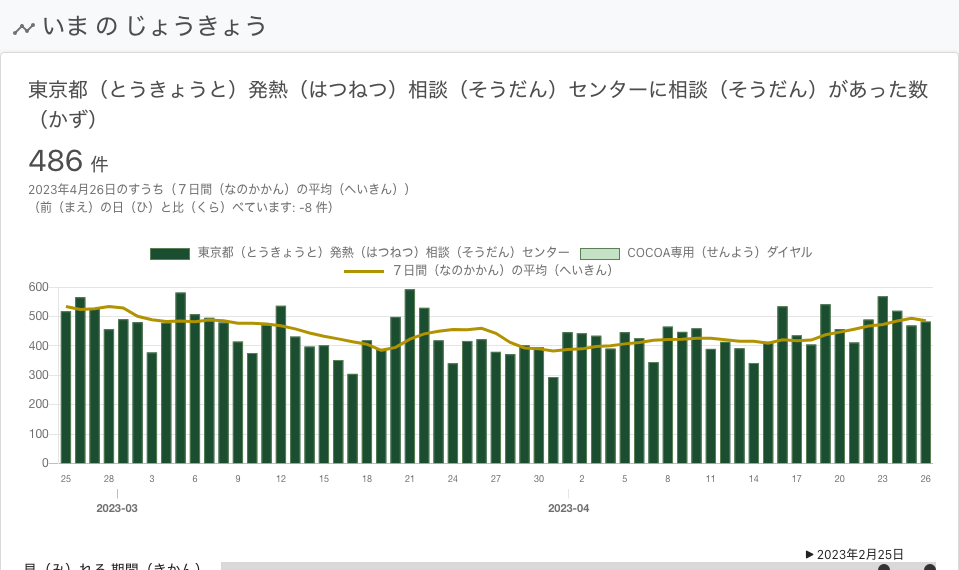 いま の じょうきょう
東京都（とうきょうと）発熱（はつねつ）相談（そうだん）センターに相談（そうだん）があった数
（かず）
486 件
2023年4月26日のすうち（７日間（なのかかん）の平均（へいきん））
（前（まえ）の日（ひ）と比（くら）べています: -8 件）
東京都（とうきょうと）発熱（はつねつ）相談（そうだん）センター COCOA専用（せんよう）ダイヤル
７日間（なのかかん）の平均（へいきん）
600
500
400
300
200
100
0
25 28 3 6 9 12 15 18 21 24 27 30 2 5 8 11 14 17 20 23 26
2023-03 2023-04
▶ 2023年2月25日
見（み）れる 期間（きかん）